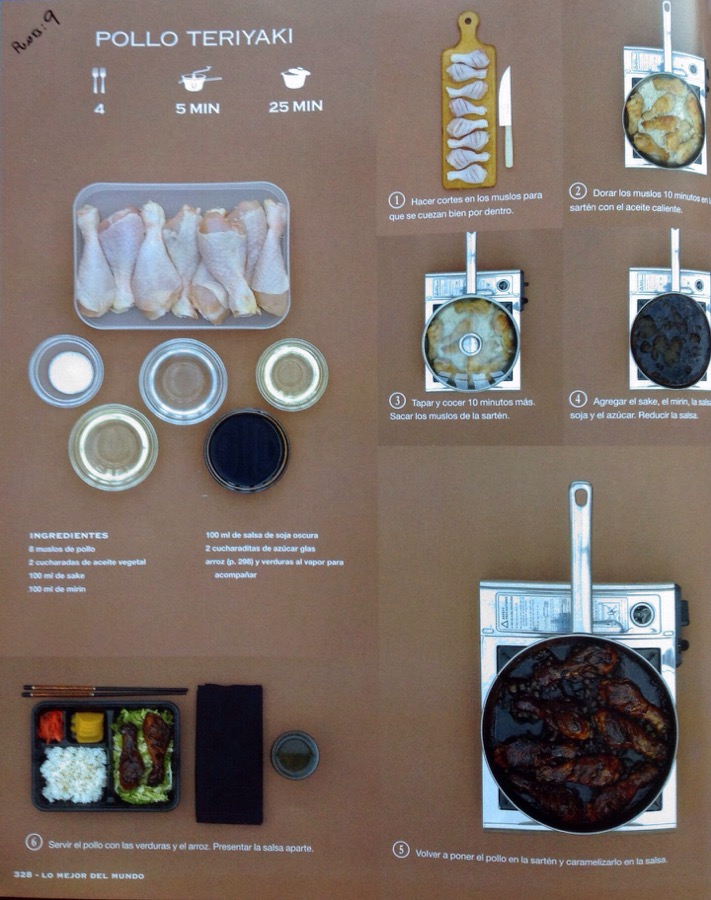 POLLO TERIYAKI
4
5 MIN
25 MIN
1 Hacer cortes en los muslos para
que se cuezan bien por dentro.
2 Dorar los muslos 10 minutos en
sartén con el aceite caliente.
3 Tapar y cocer 10 minutos más.
Sacar los muslos de la sartén.
4 Agregar el sake, el mirin, la salsa
soja y el azúcar. Reducir la salsa.
INGREDIENTES
8 muslos de pollo
2 cucharadas de aceite vegetal
100 ml de sake
100 ml de mirin
100 ml de salsa de soja oscura
2 cucharaditas de azúcar glas
arroz (p. 298) y verduras al vapor para
acompañar
5 Volver a poner el pollo en la sartén y caramelizarlo en la salsa.
6 Servir el pollo con las verduras y el arroz. Presentar la salsa aparte.
328 - LO MEJOR DEL MUNDO